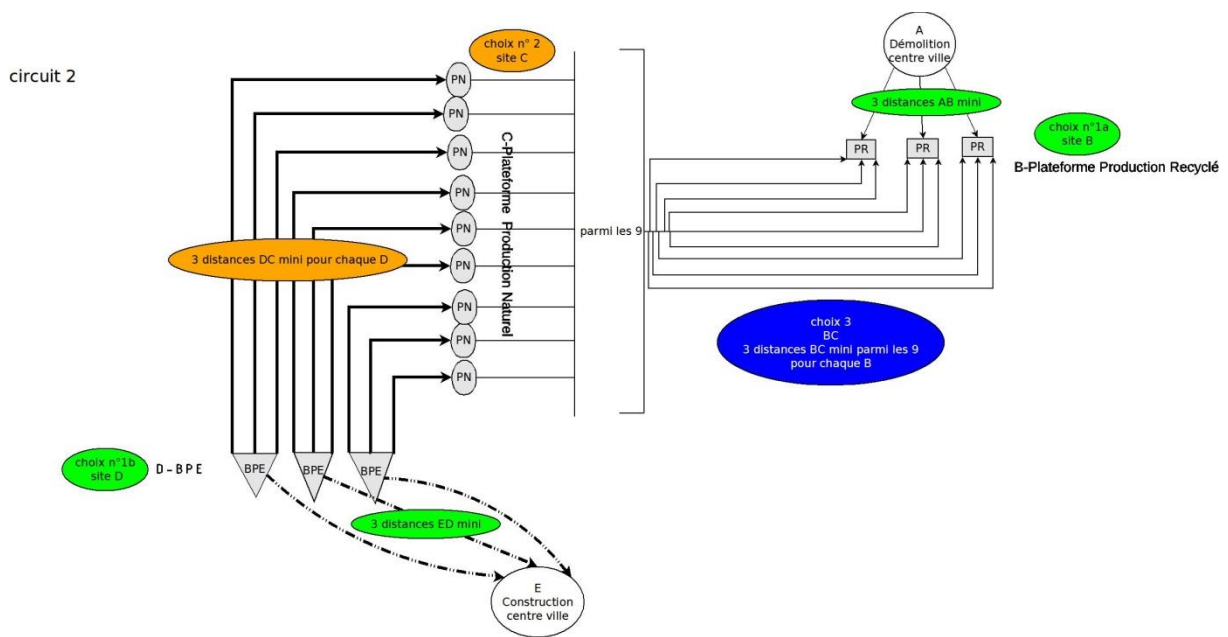 circuit 2
choix n° 2
site C
A
Démolition
centre ville
3 distances AB mini
choix n°1a
site B
PR
PR
PR
B-Plateforme Production Recyclé
PN
PN
PN
PN
PN
PN
PN
PN
PN
C-Plateforme Production Naturel
parmi les 9
3 distances DC mini pour chaque D
choix 3
BC
3 distances BC mini parmi les 9
pour chaque B
choix n°1b
site D
D-BPE
BPE
BPE
BPE
3 distances ED mini
E
Construction
centre ville